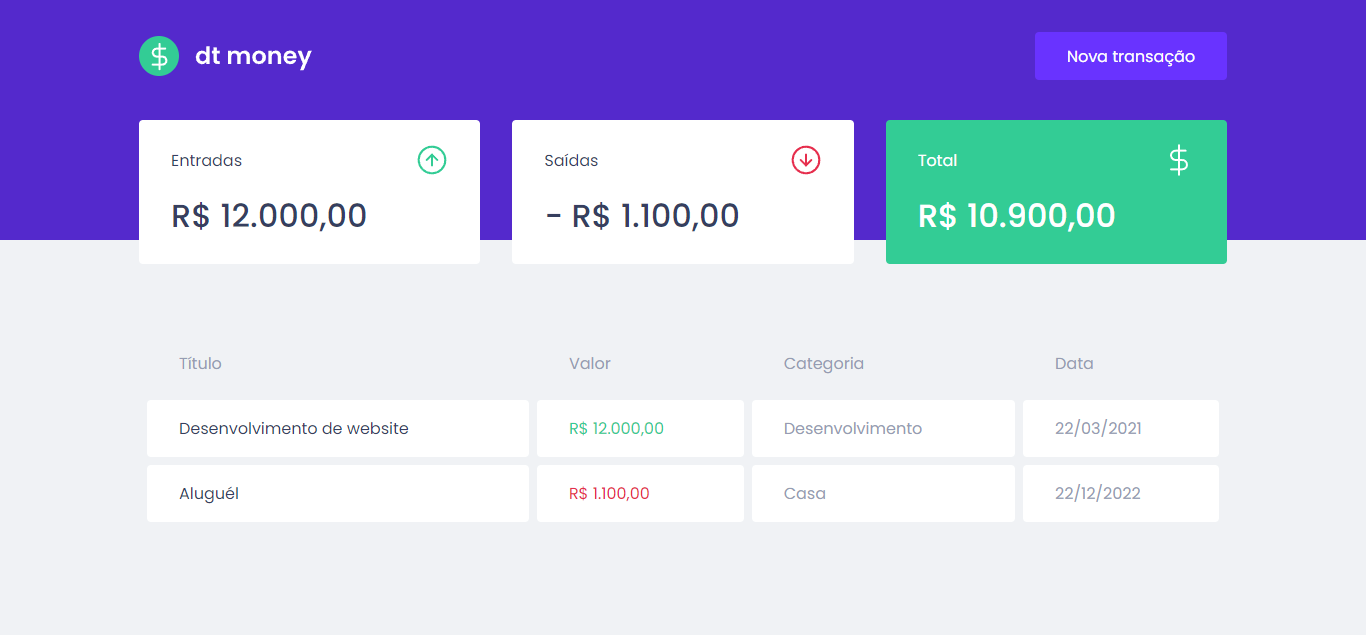 dt money
Nova transação
Entradas
R$ 12.000,00
Saídas
- R$ 1.100,00
Total
R$ 10.900,00
Título Valor Categoria Data
Desenvolvimento de website R$ 12.000,00 Desenvolvimento 22/03/2021
Aluguél R$ 1.100,00 Casa 22/12/2022